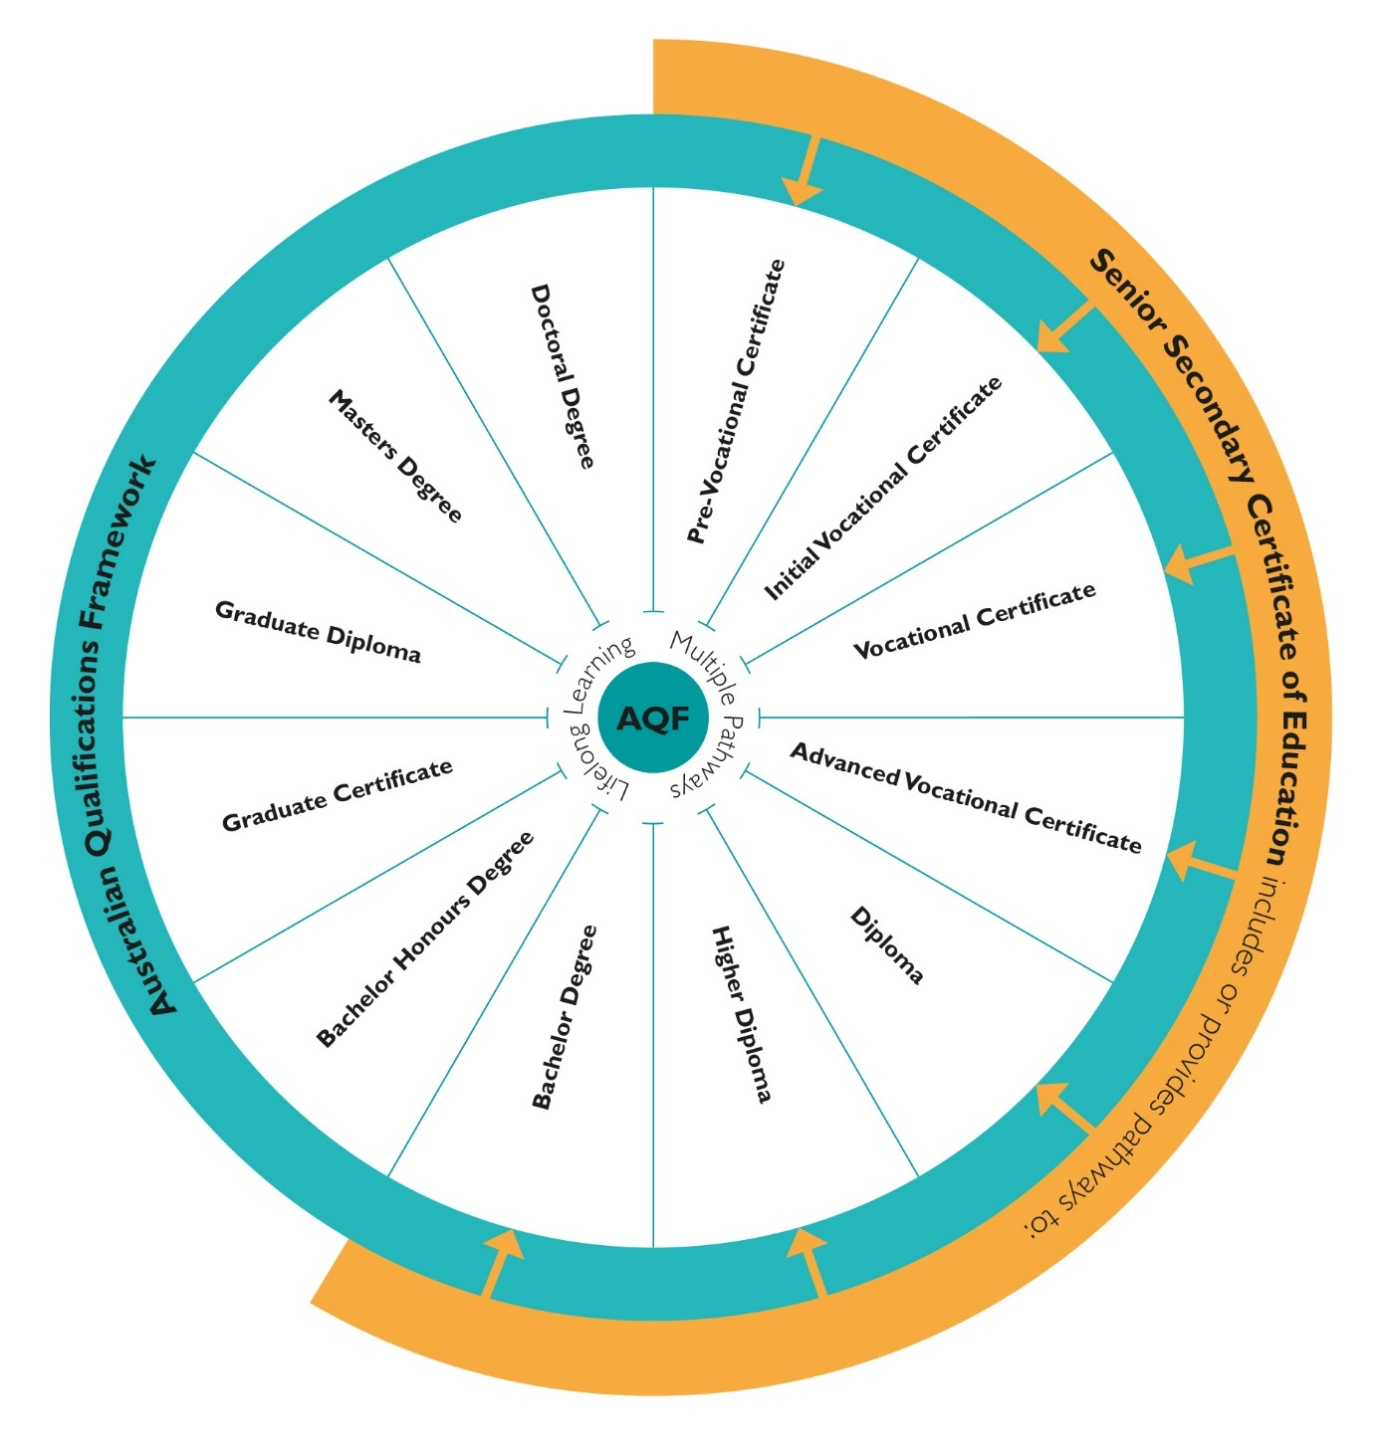 Senior Secondary Certificate of Education includes or provides pathways to:
Australian Qualifications Framework
Pre-Vocational Certificate
Initial Vocational Certificate
Vocational Certificate
Advanced Vocational Certificate
Diploma
Higher Diploma
Bachelor Degree
Bachelor Honours Degree
Graduate Certificate
Graduate Diploma
Masters Degree
Doctoral Degree
Multiple Pathways
Lifelong Learning
AQF